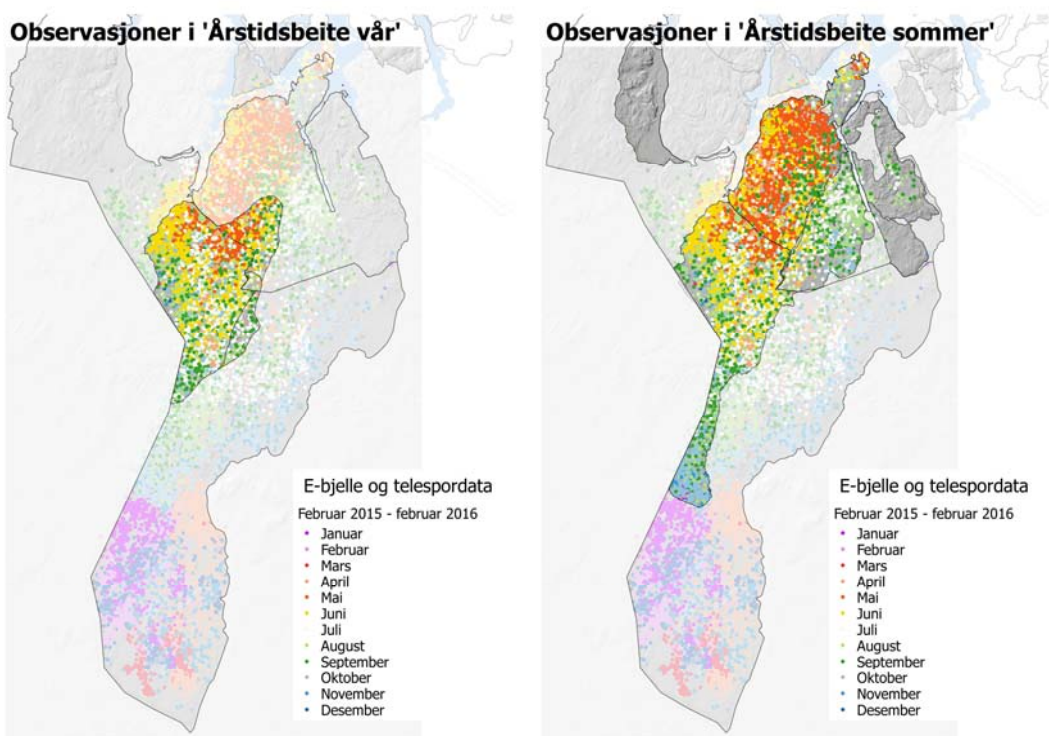 Observasjoner i 'Årstidsbeite vår'
E-bjelle og telespordata
Februar 2015 - februar 2016
Januar
Februar
Mars
April
Mai
Juni
Juli
August
September
Oktober
November
Desember
Observasjoner i 'Årstidsbeite sommer'
E-bjelle og telespordata
Februar 2015 - februar 2016
Januar
Februar
Mars
April
Mai
Juni
Juli
August
September
Oktober
November
Desember